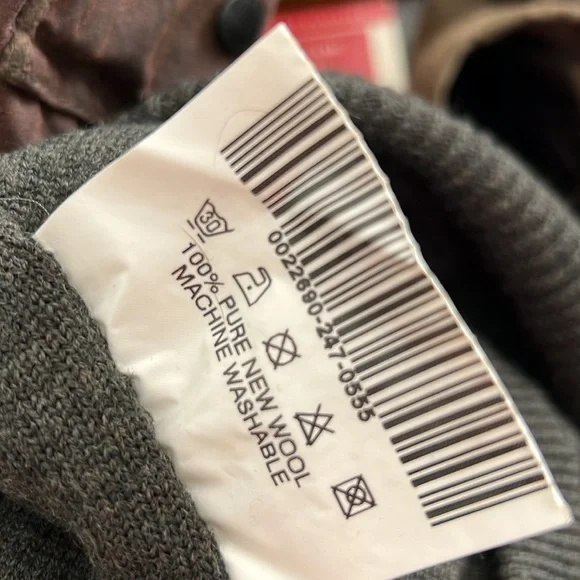 0022690-247-0555
30
100% PURE NEW WOOL
MACHINE WASHABLE